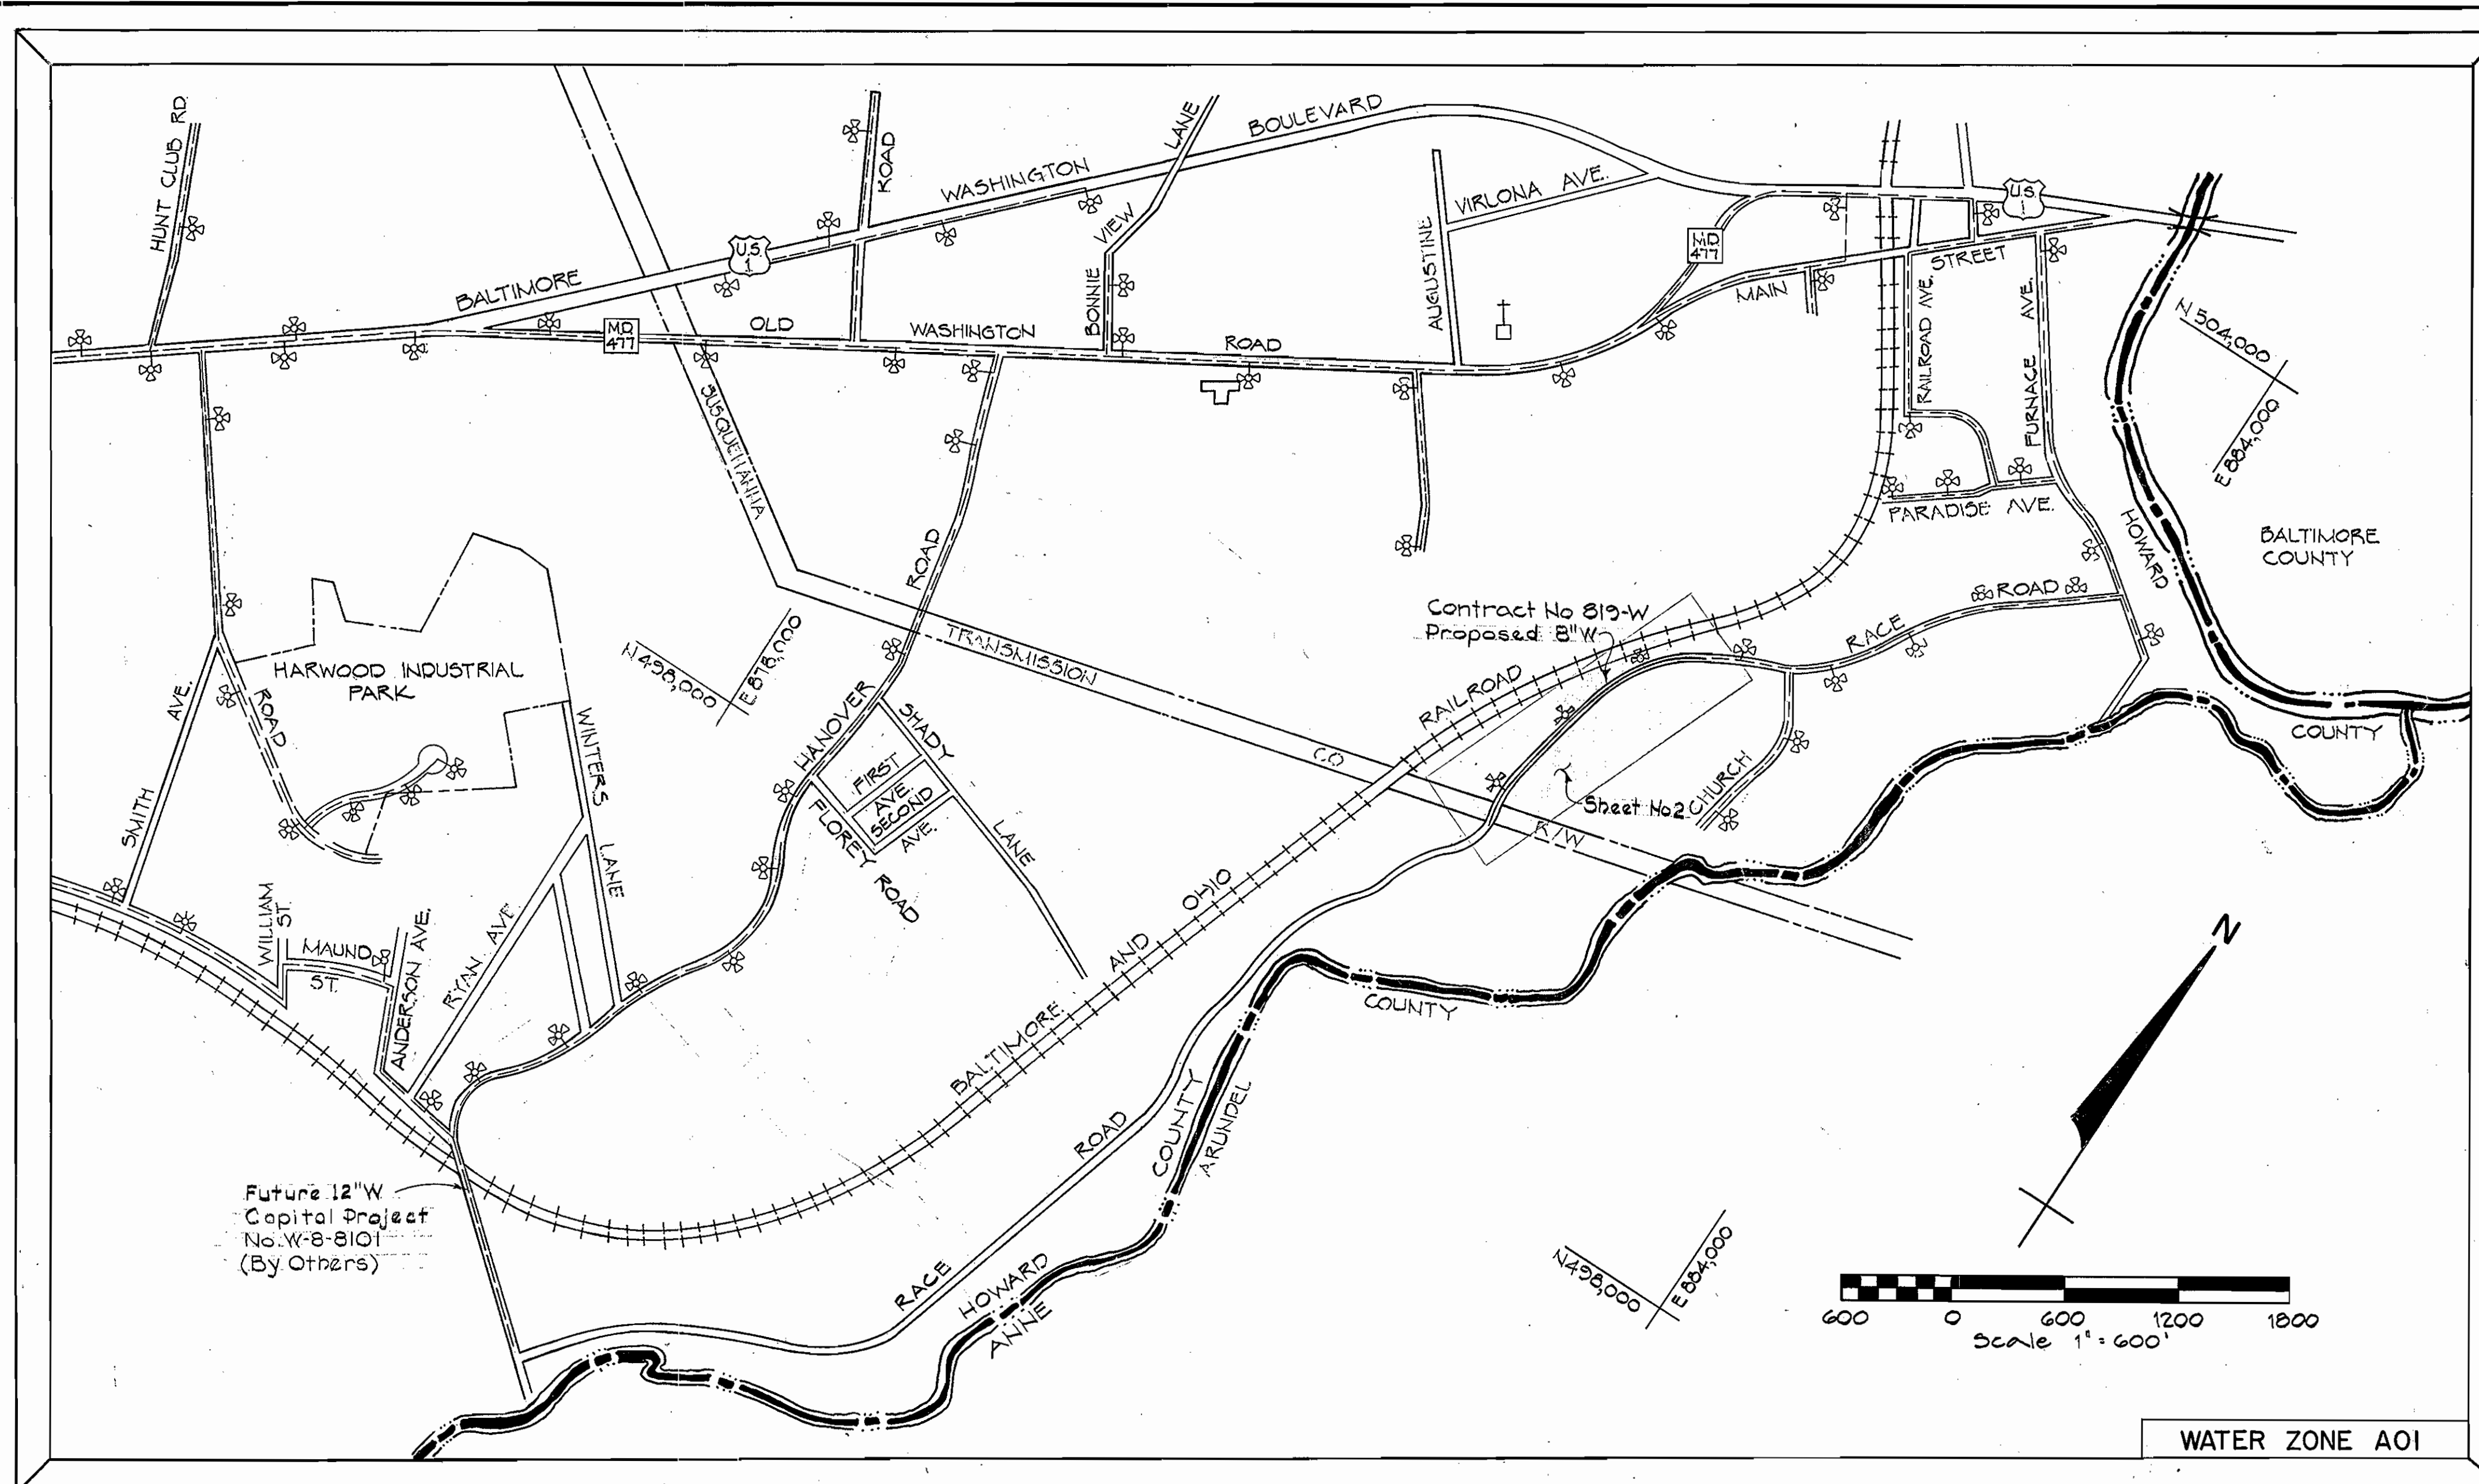 HUNT CLUB RD
ROAD
LANE
BOULEVARD
WASHINGTON
VIEW
VIRLONA AVE.
U.S.
1
U.S.
1
MD
477
BALTIMORE
BONNIE
AUGUSTINE
STREET
MAIN
RAILROAD AVE.
FURNACE AVE.
MD
477
OLD
WASHINGTON
ROAD
N 504,000
E 884,000
SUSQUEHANNA
ROAD
PARADISE AVE.
HOWARD
BALTIMORE
COUNTY
Contract No 819-W
Proposed 8"W
ROAD
RACE
TRANSMISSION
N 498,000
E 878,000
HARWOOD INDUSTRIAL
PARK
AVE.
ROAD
SMITH
WINTERS
LANE
HANOVER
SHADY
FIRST
AVE
SECOND
AVE.
FLOREY ROAD
LANE
RAILROAD
CO
R/W
Sheet No.2
CHURCH
COUNTY
WILLIAM
ST.
MAUND
ST.
ANDERSON AVE.
RYAN AVE.
OHIO
AND
BALTIMORE
COUNTY
N
Future 12"W
Capital Project
No. W-8-8101
(By Others)
ROAD
RACE
COUNTY
ARUNDEL
HOWARD
ANNE
N498,000
E 884,000
600 0 600 1200 1800
Scale 1" = 600'
WATER ZONE A01